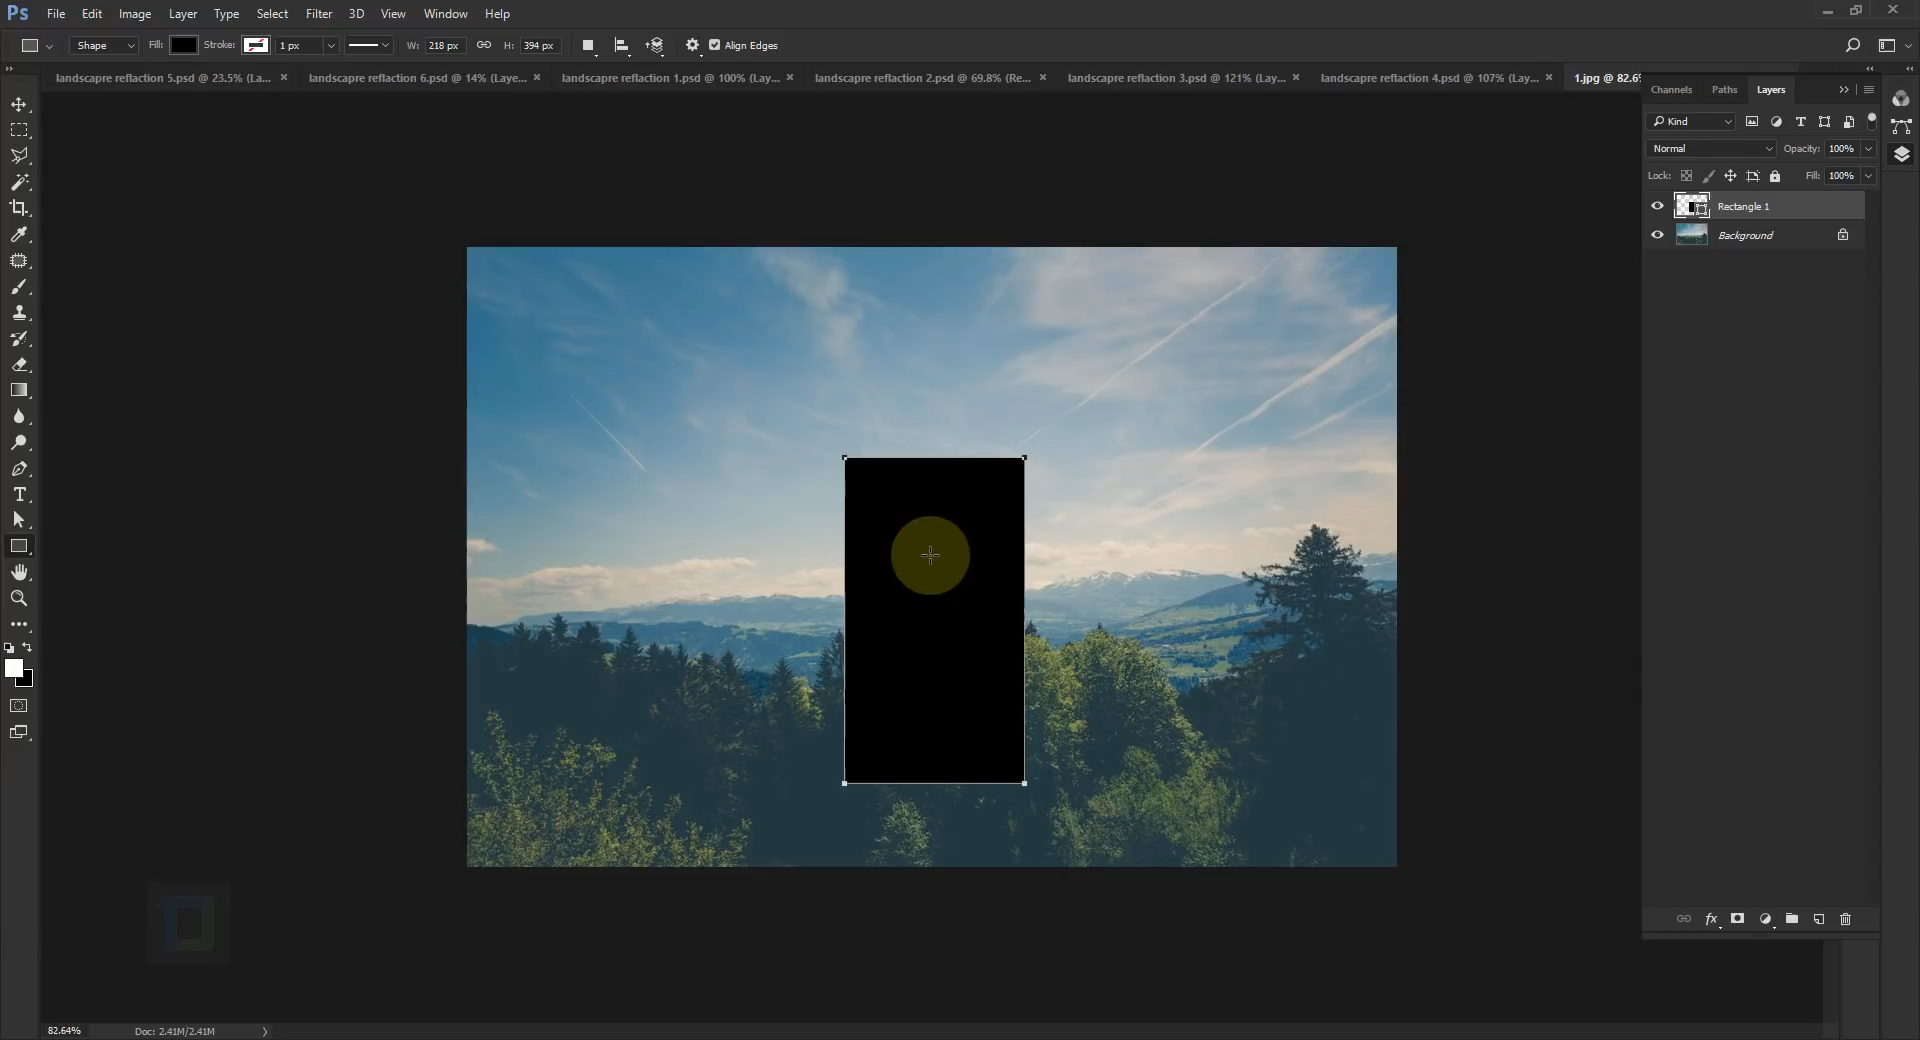 Ps File Edit Image Layer Type Select Filter 3D View Window Help
Shape Fill: Stroke: 1 px W: 218 px H: 394 px Align Edges
landscapre reflaction 5.psd @ 23.5% (La... × landscapre reflaction 6.psd @ 14% (Laye... × landscapre reflaction 1.psd @ 100% (Lay... × landscapre reflaction 2.psd @ 69.8% (Re... × landscapre reflaction 3.psd @ 121% (Lay... × landscapre reflaction 4.psd @ 107% (Lay... × 1.jpg @ 82.6%
Channels Paths Layers
Kind
Normal Opacity: 100%
Lock: Fill: 100%
Rectangle 1
Background
fx
82.64% Doc: 2.41M/2.41M